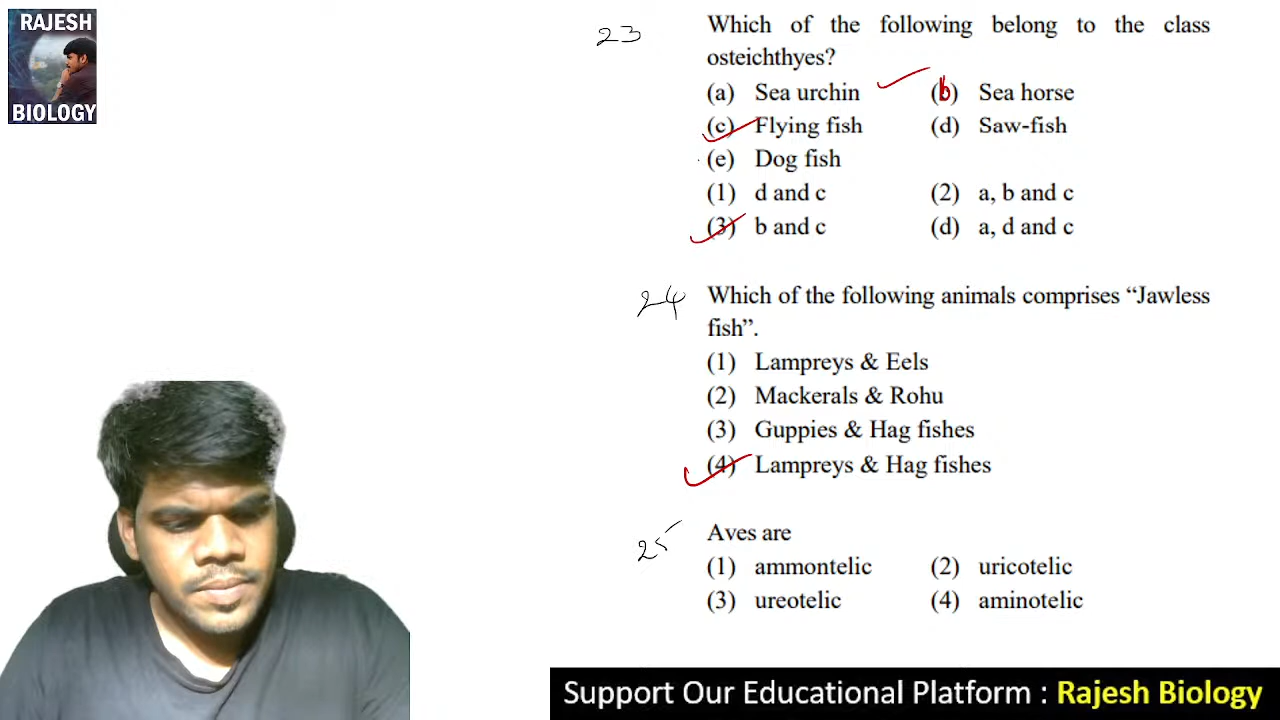 RAJESH
BIOLOGY
23
Which of the following belong to the class
osteichthyes?
(a) Sea urchin (b) Sea horse
(c) Flying fish (d) Saw-fish
(e) Dog fish
(1) d and c (2) a, b and c
(3) b and c (d) a, d and c
24
Which of the following animals comprises “Jawless
fish”.
(1) Lampreys & Eels
(2) Mackerals & Rohu
(3) Guppies & Hag fishes
(4) Lampreys & Hag fishes
25
Aves are
(1) ammontelic (2) uricotelic
(3) ureotelic (4) aminotelic
Support Our Educational Platform : Rajesh Biology